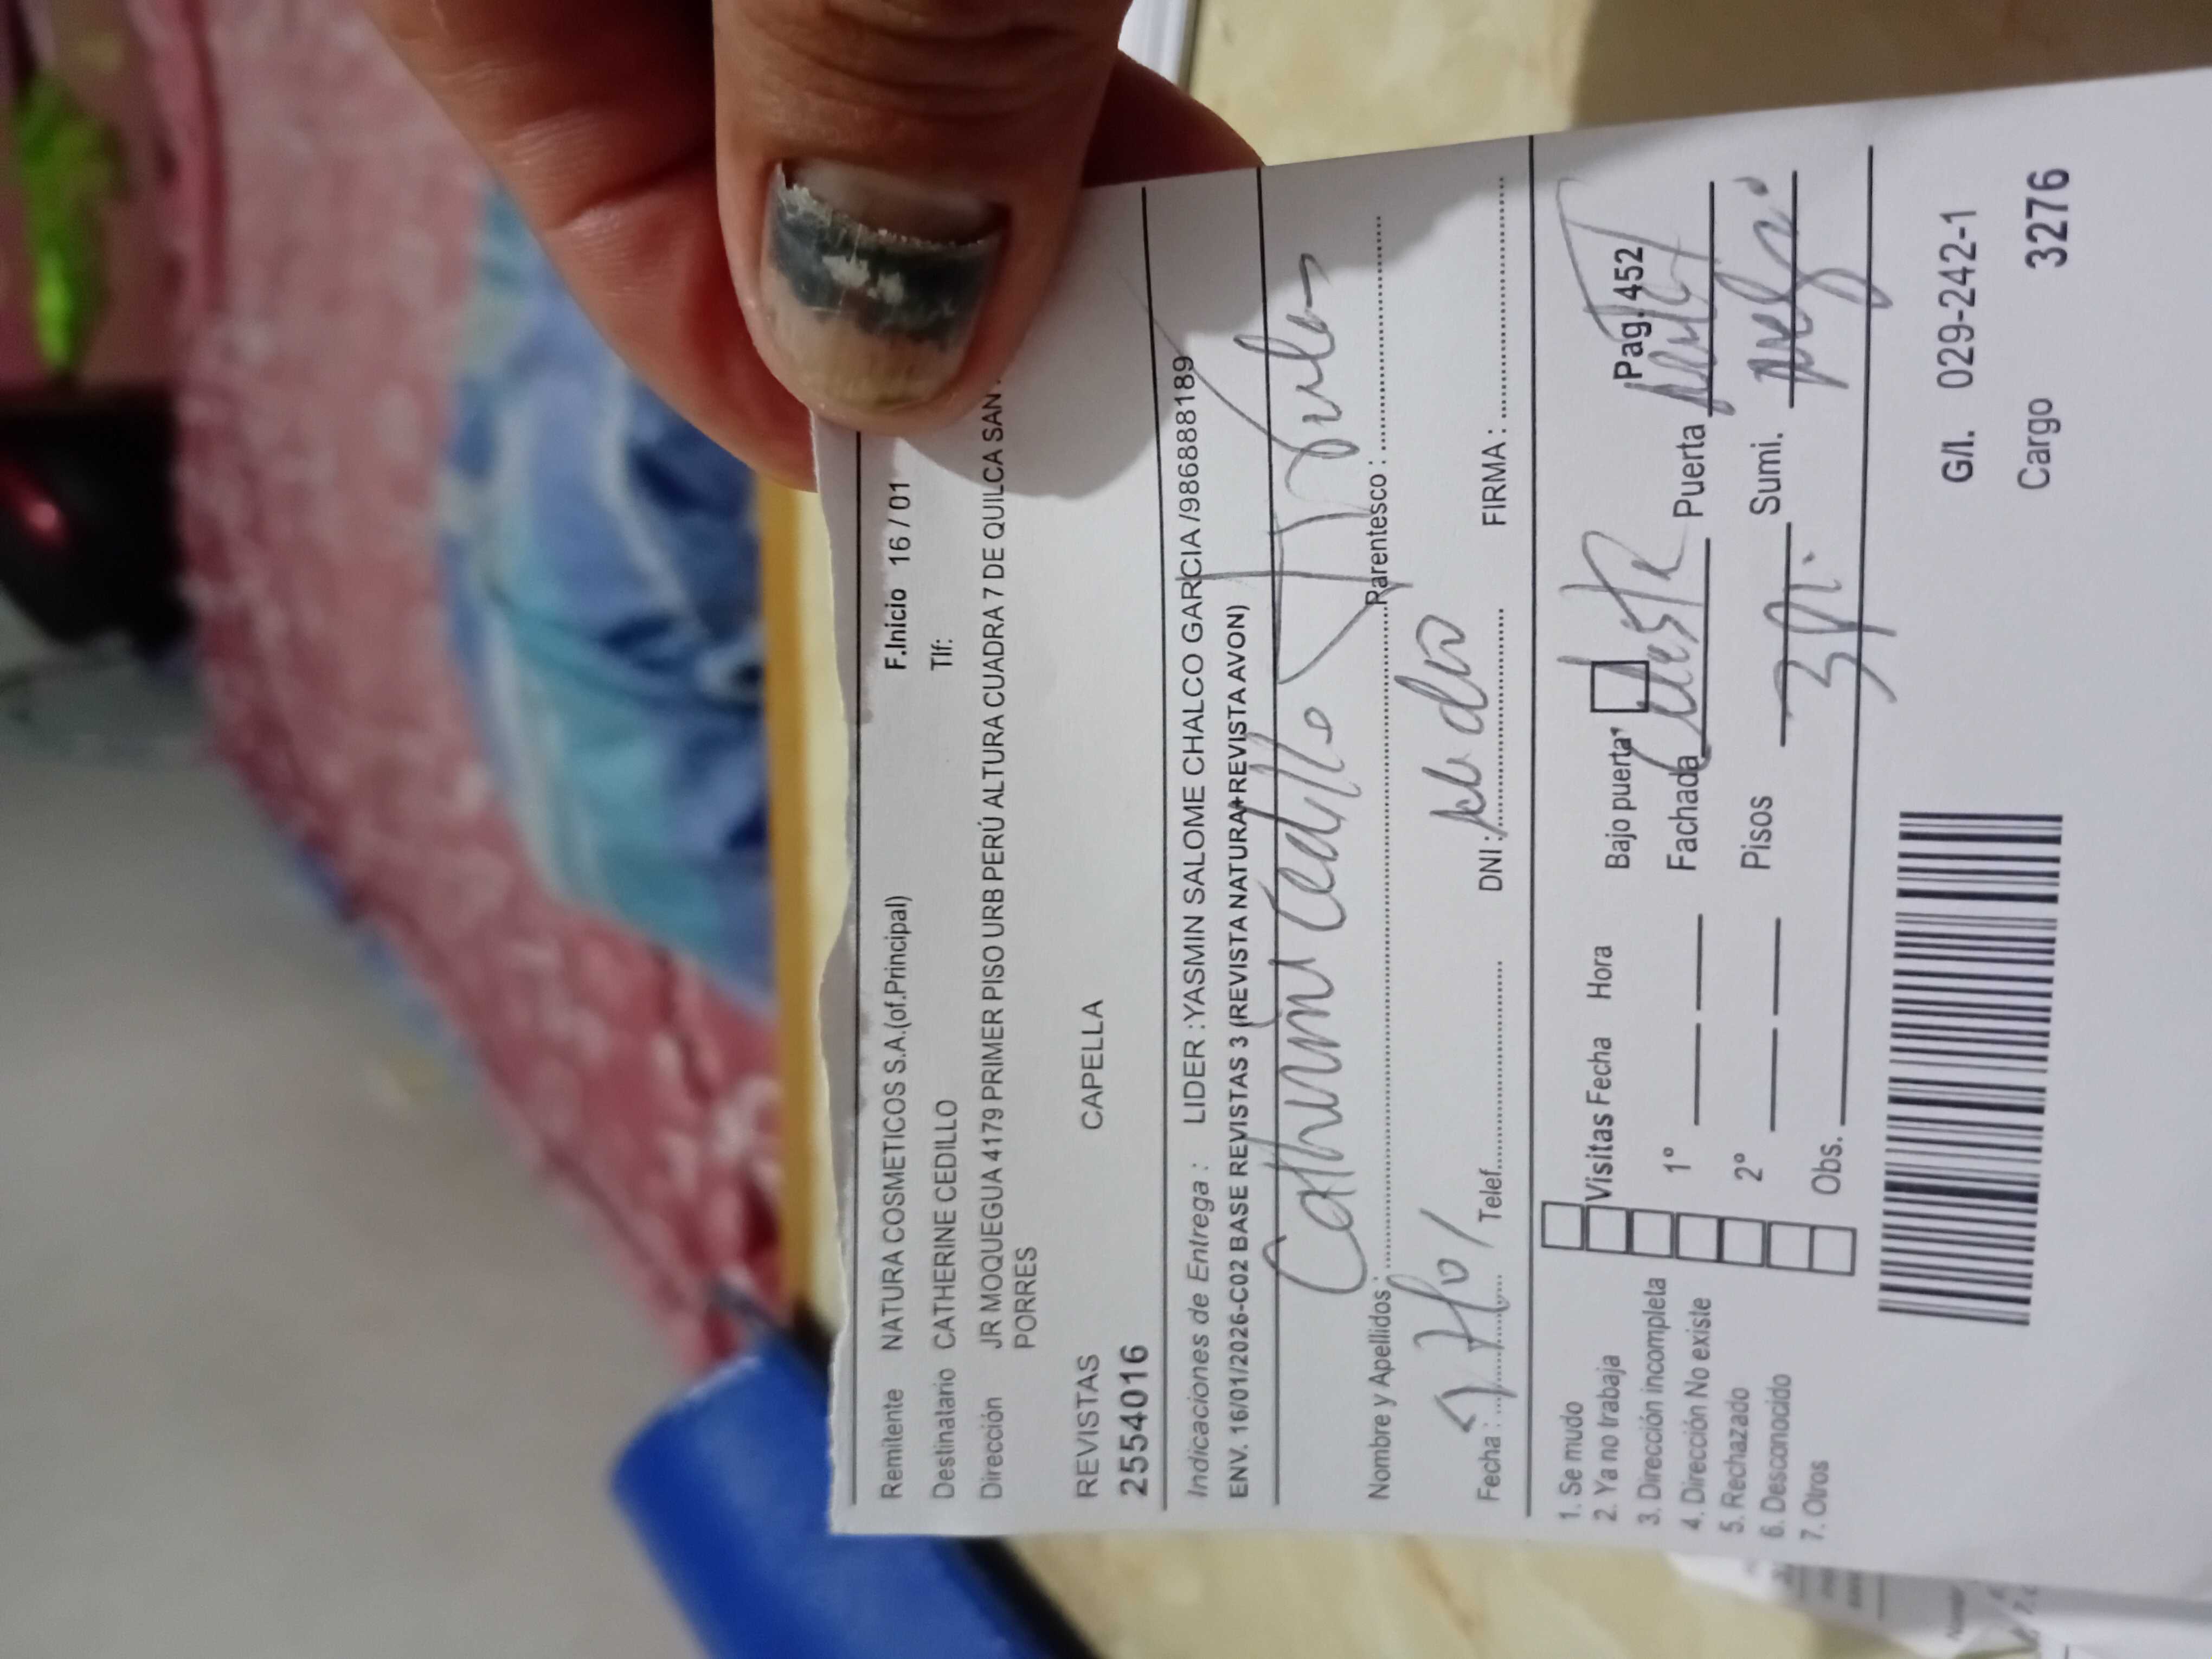 Remitente NATURA COSMETICOS S.A.(of.Principal) F.Inicio 16 / 01
Destinatario CATHERINE CEDILLO Tlf:
Dirección JR MOQUEGUA 4179 PRIMER PISO URB PERÚ ALTURA CUADRA 7 DE QUILCA SAN
PORRES
REVISTAS CAPELLA
2554016
Indicaciones de Entrega : LIDER :YASMIN SALOME CHALCO GARCIA /986888189
ENV. 16/01/2026-C02 BASE REVISTAS 3 (REVISTA NATURA+REVISTA AVON)
Catherine Cedillo
Nombre y Apellidos : Parentesco :
Fecha : Telef. DNI : FIRMA :
1. Se mudo
2. Ya no trabaja
3. Dirección incompleta
4. Dirección No existe
5. Rechazado
6. Desconocido
7. Otros
Visitas Fecha Hora Bajo puerta Pag. 452
1º Fachada Puerta
2º Pisos Sumi.
Obs. 3 Pi.
G/I. 029-242-1
Cargo 3276